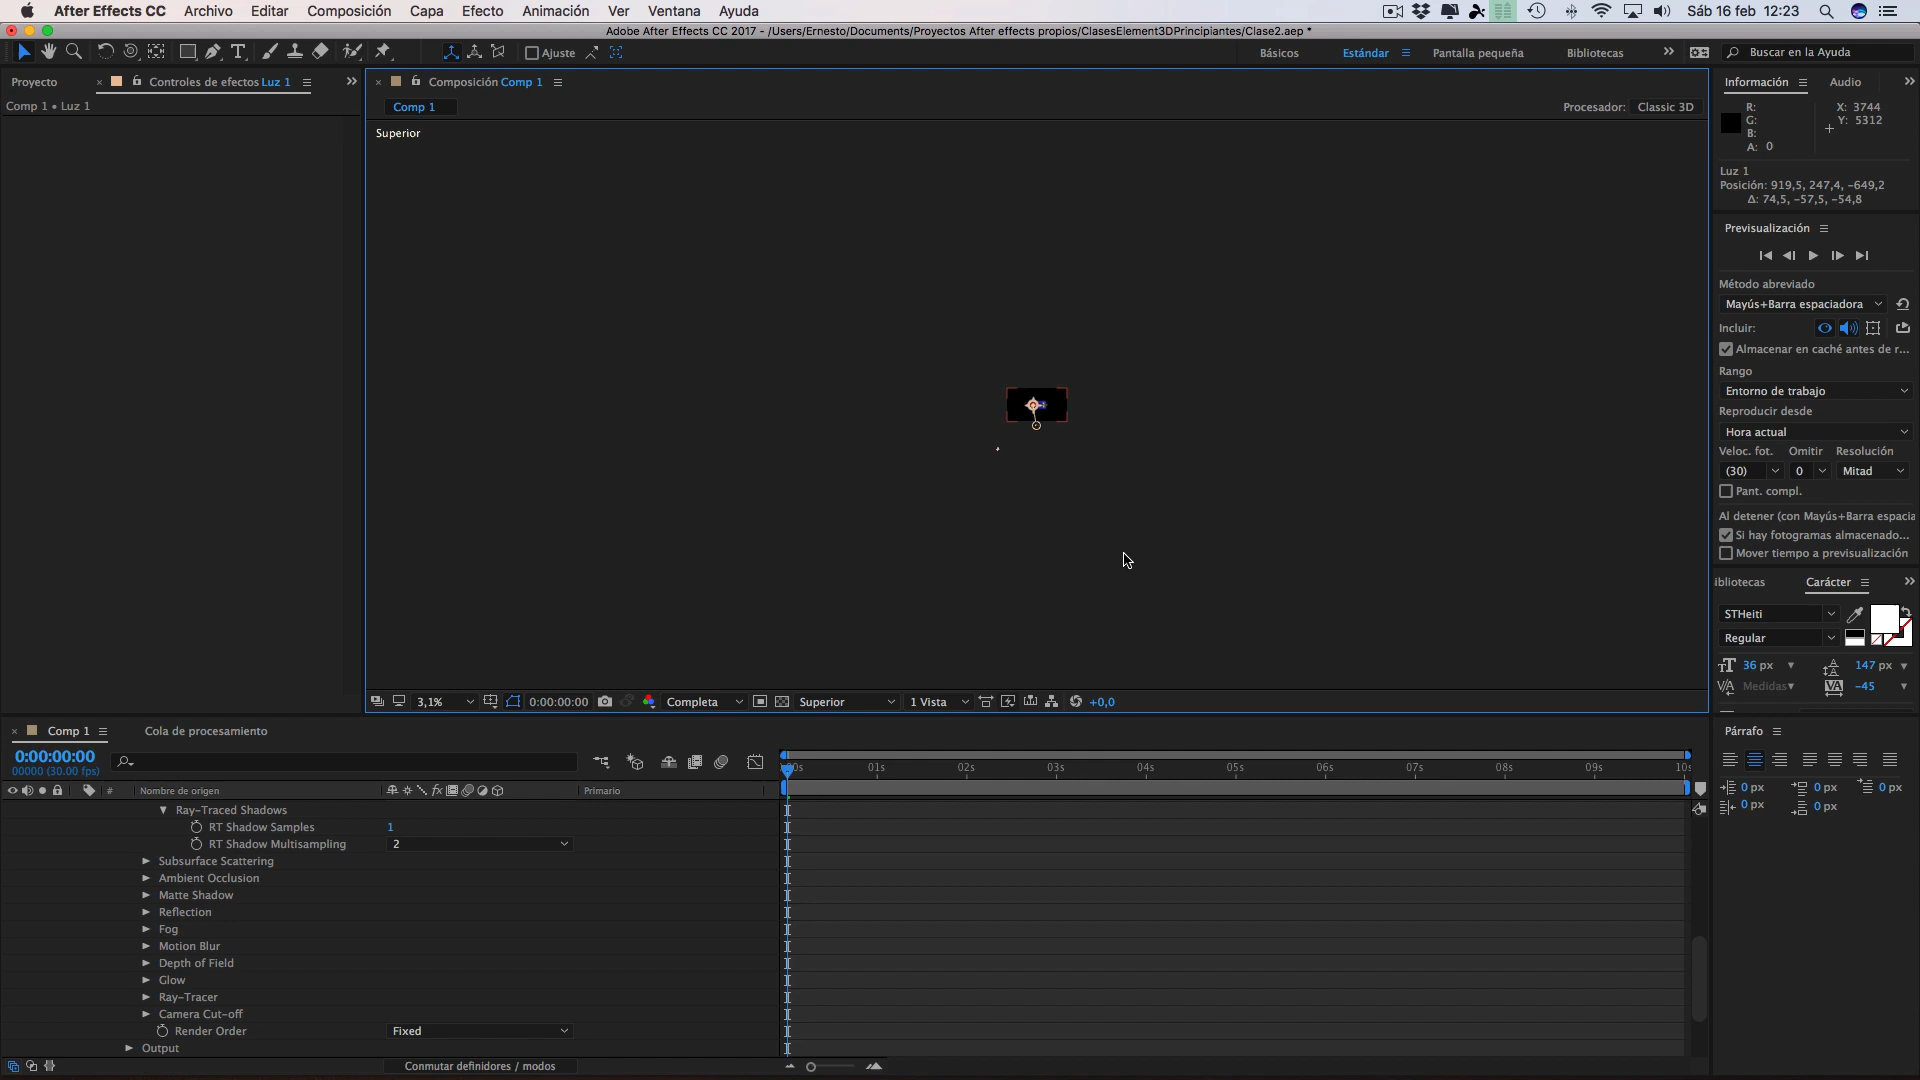 After Effects CC Archivo Editar Composición Capa Efecto Animación Ver Ventana Ayuda Sáb 16 feb 12:23
Adobe After Effects CC 2017 - /Users/Ernesto/Documents/Proyectos After effects propios/ClasesElement3DPrincipiantes/Clase2.aep *
Ajuste Básicos Estándar Pantalla pequeña Bibliotecas Buscar en la Ayuda
Proyecto Controles de efectos Luz 1 Composición Comp 1 Información Audio
Comp 1 • Luz 1
Comp 1 Procesador: Classic 3D
Superior
R: X: 3744
G: Y: 5312
B:
A: 0
Luz 1
Posición: 919,5, 247,4, -649,2
Δ: 74,5, -57,5, -54,8
Previsualización
Método abreviado
Mayús+Barra espaciadora
Incluir:
Almacenar en caché antes de r...
Rango
Entorno de trabajo
Reproducir desde
Hora actual
Veloc. fot. Omitir Resolución
(30) 0 Mitad
Pant. compl.
Al detener (con Mayús+Barra espacia
Si hay fotogramas almacenado...
Mover tiempo a previsualización
ibliotecas Carácter
STHeiti
Regular
36 px 147 px
Medidas -45
3,1% 0:00:00:00 Completa Superior 1 Vista +0,0
Comp 1 Cola de procesamiento
0:00:00:00
00000 (30.00 fps)
# Nombre de origen fx Primario
00s 01s 02s 03s 04s 05s 06s 07s 08s 09s 10s
Ray-Traced Shadows
RT Shadow Samples 1
RT Shadow Multisampling 2
Subsurface Scattering
Ambient Occlusion
Matte Shadow
Reflection
Fog
Motion Blur
Depth of Field
Glow
Ray-Tracer
Camera Cut-off
Render Order Fixed
Output
Conmutar definidores / modos
Párrafo
0 px 0 px 0 px
0 px 0 px